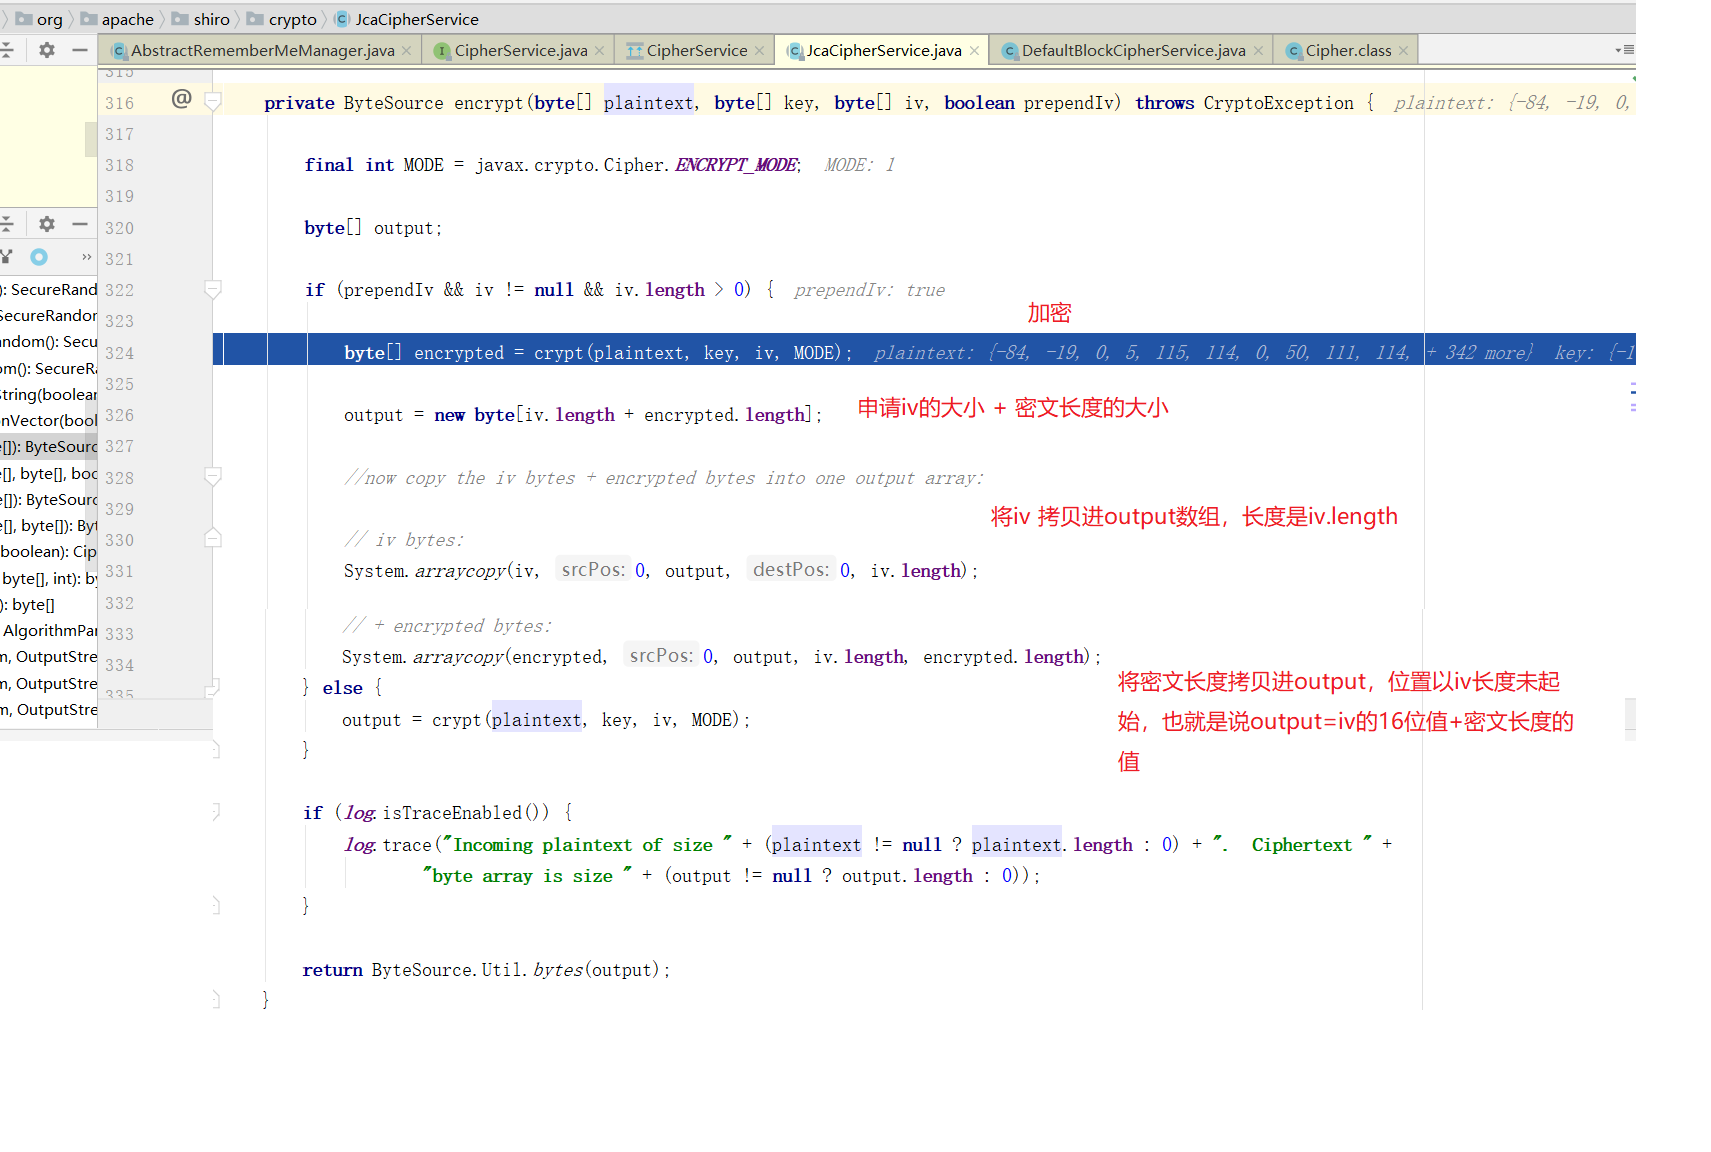 org apache shiro crypto JcaCipherService
AbstractRememberMeManager.java CipherService.java CipherService JcaCipherService.java DefaultBlockCipherService.java Cipher.class
315
316 @ private ByteSource encrypt(byte[] plaintext, byte[] key, byte[] iv, boolean prependIv) throws CryptoException { plaintext: {-84, -19, 0,
317
318 final int MODE = javax.crypto.Cipher.ENCRYPT_MODE; MODE: 1
319
320 byte[] output;
321
): SecureRand 322 if (prependIv && iv != null && iv.length > 0) { prependIv: true
加密
SecureRandom 323
andom(): Secu
324 byte[] encrypted = crypt(plaintext, key, iv, MODE); plaintext: {-84, -19, 0, 5, 115, 114, 0, 50, 111, 114, + 342 more} key: {-1
om(): SecureRa
325
String(boolean
申请iv的大小 + 密文长度的大小
onVector(bool 326 output = new byte[iv.length + encrypted.length];
e[]): ByteSourc 327
e[], byte[], boo 328 //now copy the iv bytes + encrypted bytes into one output array:
e[]): ByteSourc 329
将iv 拷贝进output数组，长度是iv.length
e[], byte[]): Byt
330 // iv bytes:
boolean): Cip
byte[], int): by 331 System.arraycopy(iv, srcPos: 0, output, destPos: 0, iv.length);
): byte[] 332
AlgorithmPar 333 // + encrypted bytes:
m, OutputStre 334 System.arraycopy(encrypted, srcPos: 0, output, iv.length, encrypted.length);
m, OutputStre 335 } else {
将密文长度拷贝进output，位置以iv长度未起
始，也就是说output=iv的16位值+密文长度的
值
m, OutputStre
output = crypt(plaintext, key, iv, MODE);
}
if (log.isTraceEnabled()) {
log.trace("Incoming plaintext of size " + (plaintext != null ? plaintext.length : 0) + ".  Ciphertext " +
"byte array is size " + (output != null ? output.length : 0));
}
return ByteSource.Util.bytes(output);
}